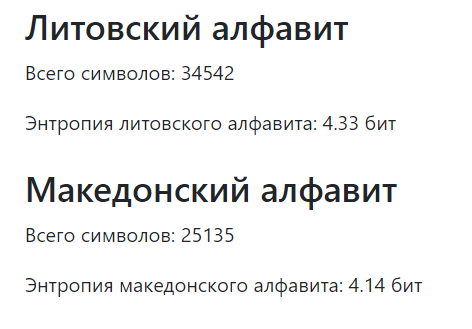 Литовский алфавит
Всего символов: 34542
Энтропия литовского алфавита: 4.33 бит
Македонский алфавит
Всего символов: 25135
Энтропия македонского алфавита: 4.14 бит